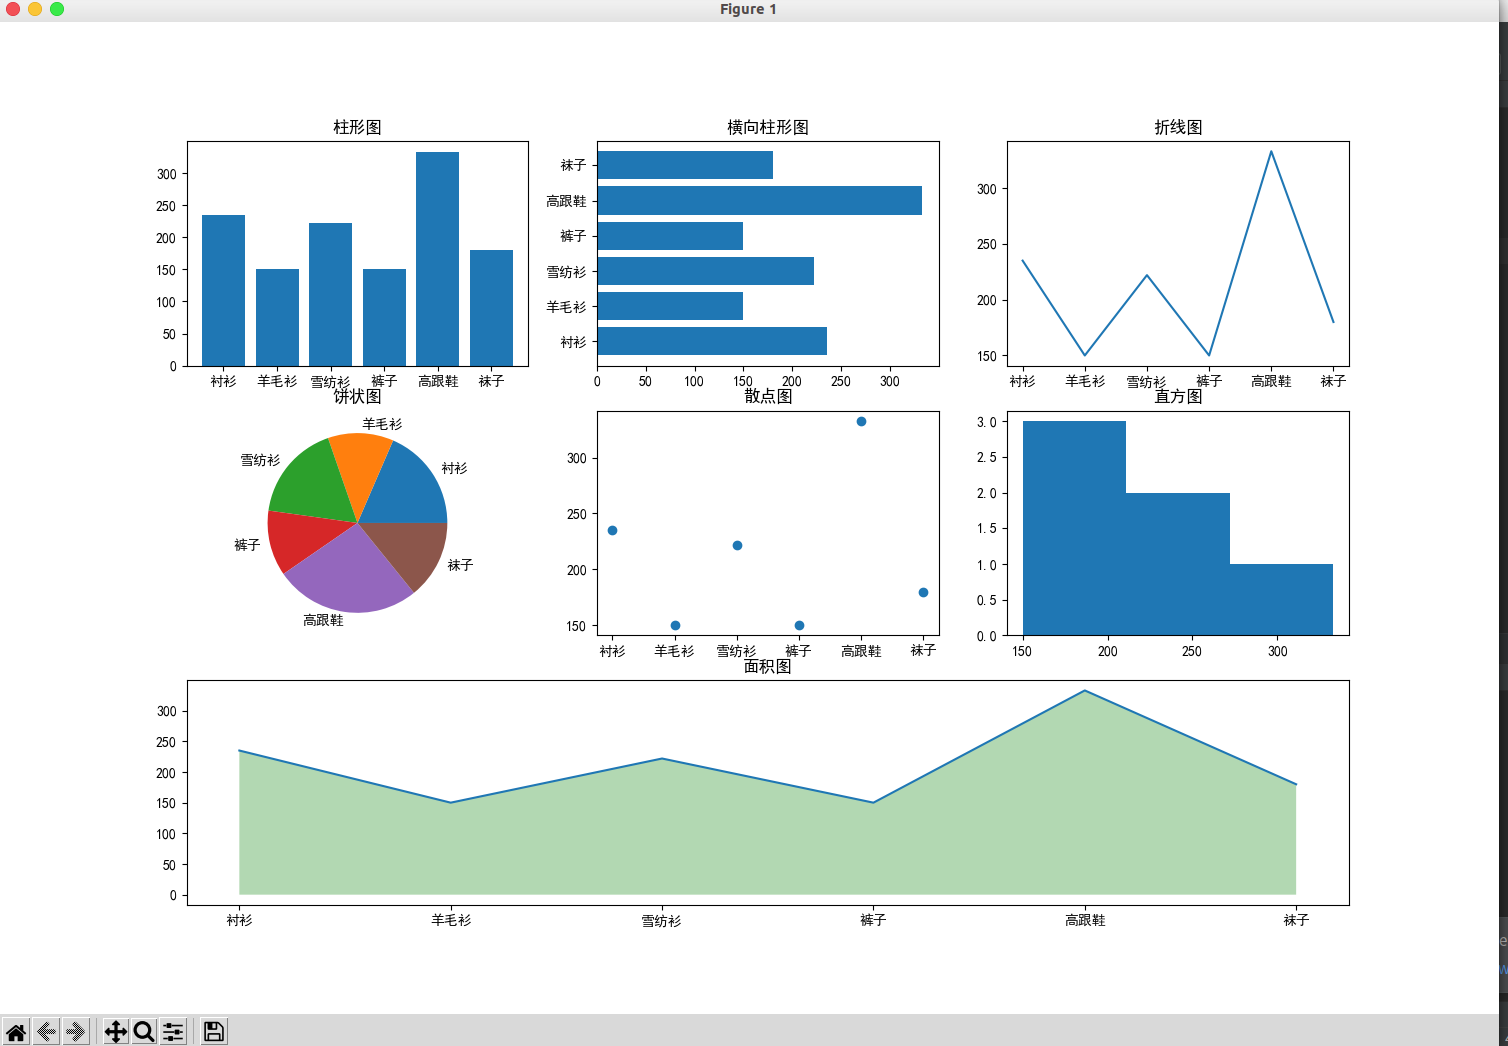 Figure 1
柱形图
300
250
200
150
100
50
0
衬衫 羊毛衫 雪纺衫 裤子 高跟鞋 袜子
横向柱形图
袜子
高跟鞋
裤子
雪纺衫
羊毛衫
衬衫
0 50 100 150 200 250 300
折线图
300
250
200
150
衬衫 羊毛衫 雪纺衫 裤子 高跟鞋 袜子
饼状图
羊毛衫
雪纺衫
衬衫
裤子
袜子
高跟鞋
散点图
300
250
200
150
衬衫 羊毛衫 雪纺衫 裤子 高跟鞋 袜子
直方图
3.0
2.5
2.0
1.5
1.0
0.5
0.0
150 200 250 300
面积图
300
250
200
150
100
50
0
衬衫 羊毛衫 雪纺衫 裤子 高跟鞋 袜子
e
w